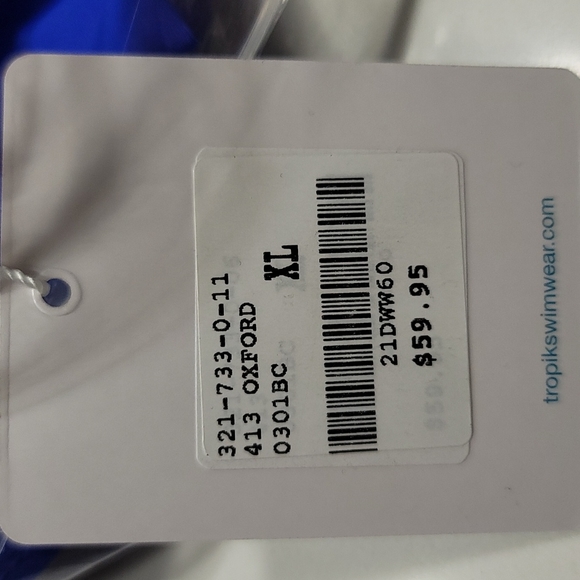 321-733-0-11
413 OXFORD
0301BC XL
21DWW60
$59.95
tropikswimwear.com